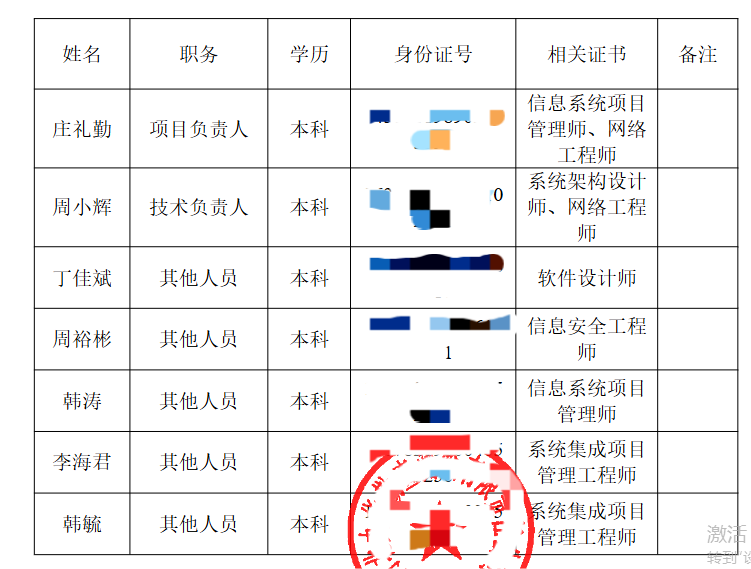 姓名 职务 学历 身份证号 相关证书 备注
信息系统项目
庄礼勤 项目负责人 本科 管理师、网络
工程师
系统架构设计
周小辉 技术负责人 本科 师、网络工程
师
丁佳斌 其他人员 本科 软件设计师
周裕彬 其他人员 本科 信息安全工程
1 师
韩涛 其他人员 本科 信息系统项目
管理师
李海君 其他人员 本科 系统集成项目
管理工程师
韩毓 其他人员 本科 系统集成项目
管理工程师
激活
转到"设